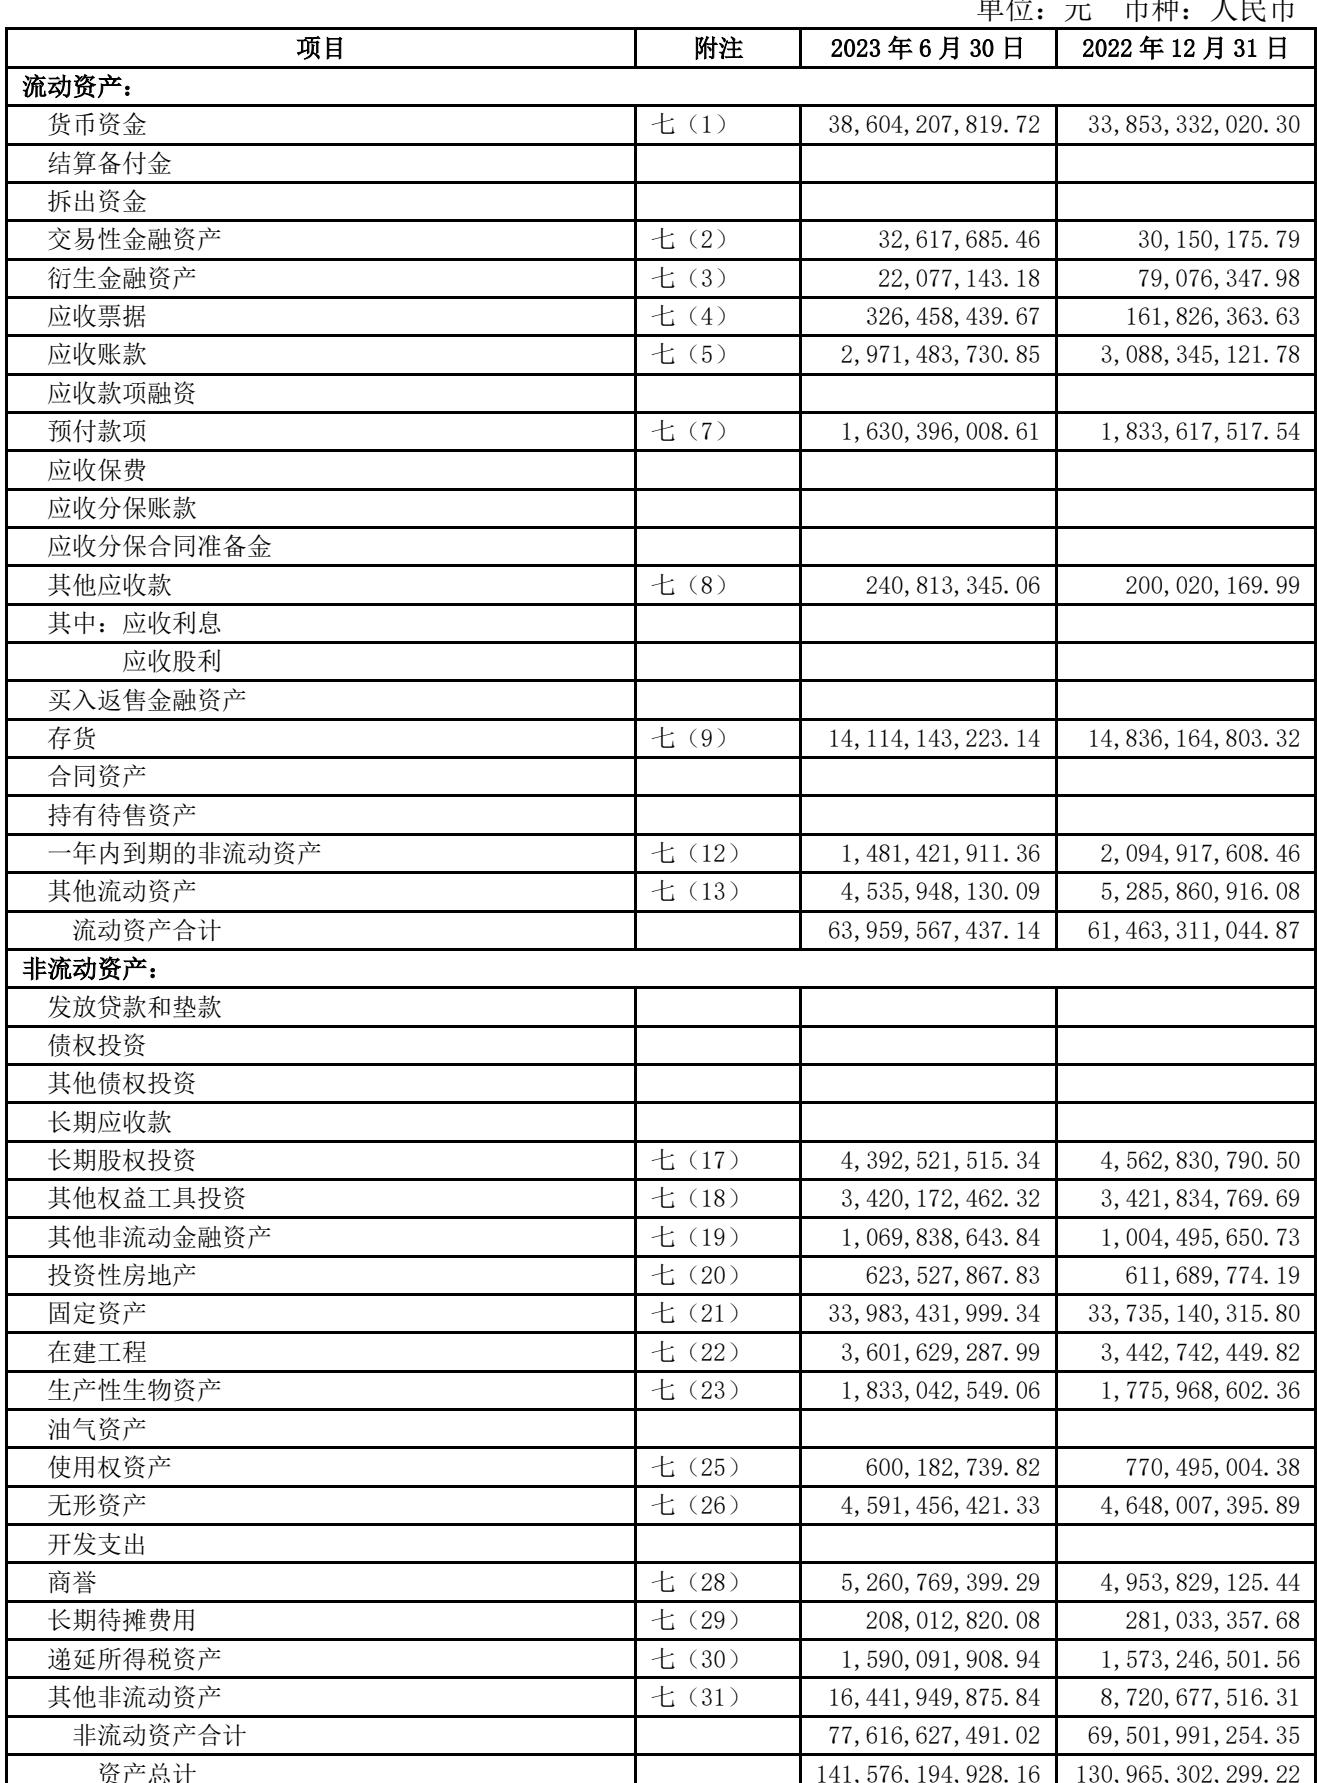 单位：元 币种：人民币
项目 附注 2023 年 6 月 30 日 2022 年 12 月 31 日
流动资产：
货币资金 七（1） 38,604,207,819.72 33,853,332,020.30
结算备付金
拆出资金
交易性金融资产 七（2） 32,617,685.46 30,150,175.79
衍生金融资产 七（3） 22,077,143.18 79,076,347.98
应收票据 七（4） 326,458,439.67 161,826,363.63
应收账款 七（5） 2,971,483,730.85 3,088,345,121.78
应收款项融资
预付款项 七（7） 1,630,396,008.61 1,833,617,517.54
应收保费
应收分保账款
应收分保合同准备金
其他应收款 七（8） 240,813,345.06 200,020,169.99
其中：应收利息
应收股利
买入返售金融资产
存货 七（9） 14,114,143,223.14 14,836,164,803.32
合同资产
持有待售资产
一年内到期的非流动资产 七（12） 1,481,421,911.36 2,094,917,608.46
其他流动资产 七（13） 4,535,948,130.09 5,285,860,916.08
流动资产合计 63,959,567,437.14 61,463,311,044.87
非流动资产：
发放贷款和垫款
债权投资
其他债权投资
长期应收款
长期股权投资 七（17） 4,392,521,515.34 4,562,830,790.50
其他权益工具投资 七（18） 3,420,172,462.32 3,421,834,769.69
其他非流动金融资产 七（19） 1,069,838,643.84 1,004,495,650.73
投资性房地产 七（20） 623,527,867.83 611,689,774.19
固定资产 七（21） 33,983,431,999.34 33,735,140,315.80
在建工程 七（22） 3,601,629,287.99 3,442,742,449.82
生产性生物资产 七（23） 1,833,042,549.06 1,775,968,602.36
油气资产
使用权资产 七（25） 600,182,739.82 770,495,004.38
无形资产 七（26） 4,591,456,421.33 4,648,007,395.89
开发支出
商誉 七（28） 5,260,769,399.29 4,953,829,125.44
长期待摊费用 七（29） 208,012,820.08 281,033,357.68
递延所得税资产 七（30） 1,590,091,908.94 1,573,246,501.56
其他非流动资产 七（31） 16,441,949,875.84 8,720,677,516.31
非流动资产合计 77,616,627,491.02 69,501,991,254.35
资产总计 141,576,194,928.16 130,965,302,299.22